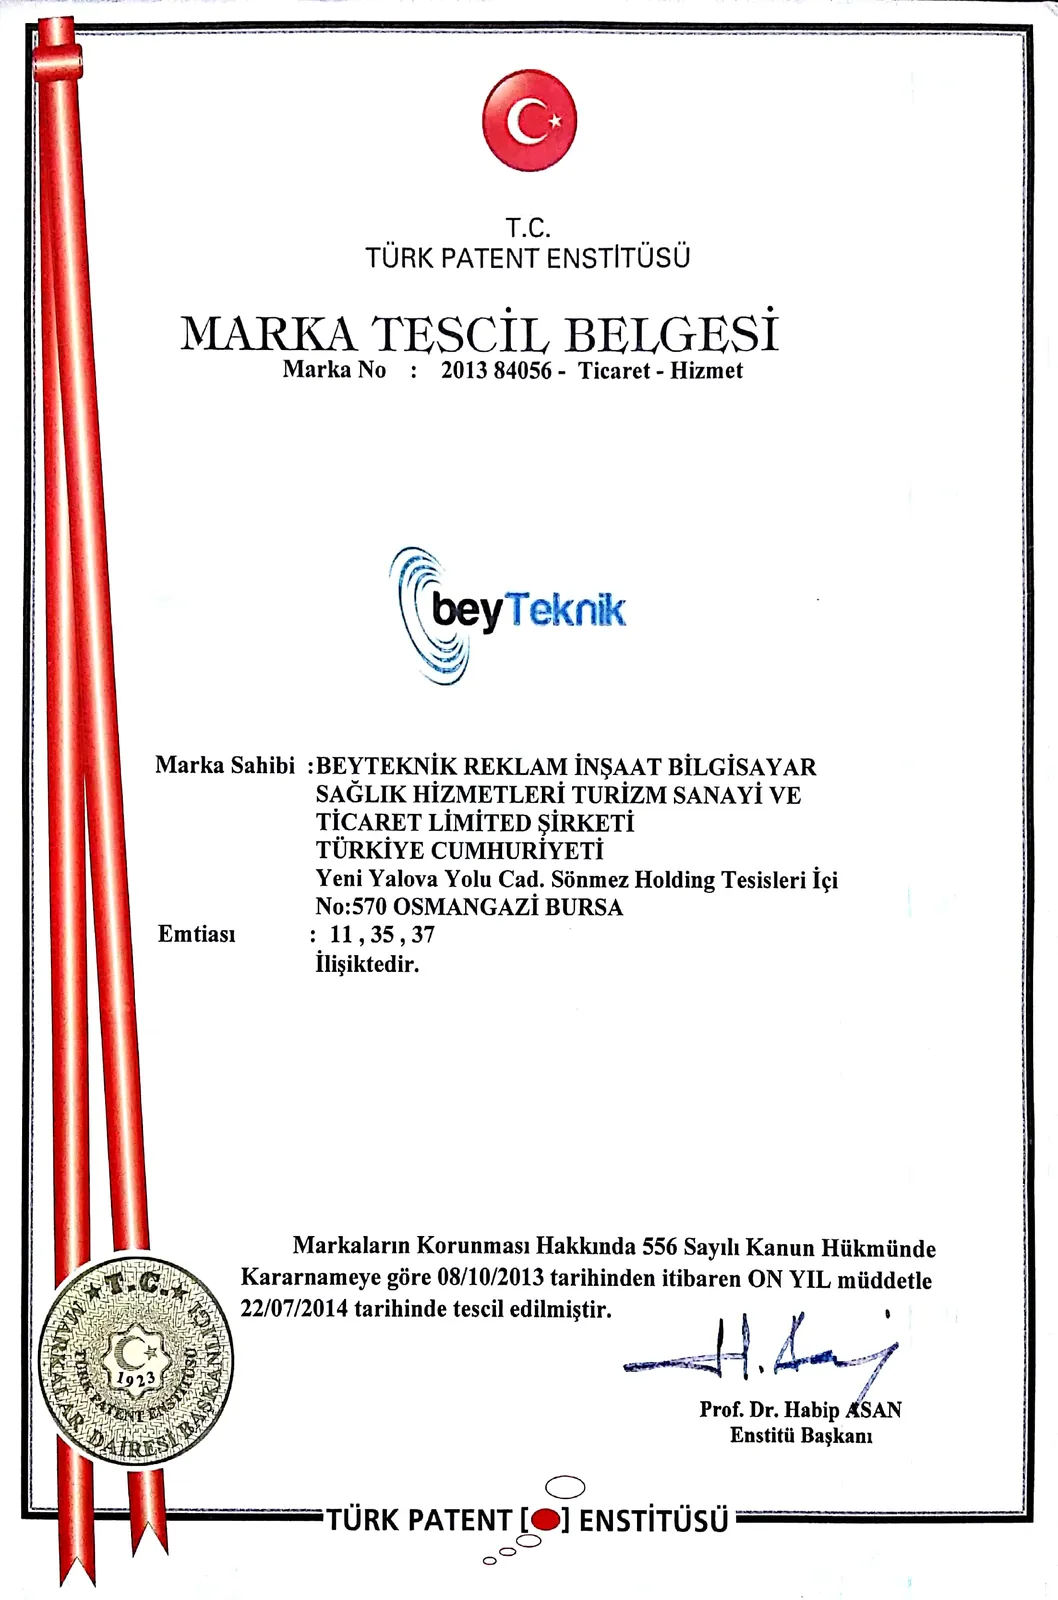 T.C.
TÜRK PATENT ENSTİTÜSÜ
MARKA TESCİL BELGESİ
Marka No : 2013 84056 - Ticaret - Hizmet
beyTeknik
Marka Sahibi :BEYTEKNİK REKLAM İNŞAAT BİLGİSAYAR
SAĞLIK HİZMETLERİ TURİZM SANAYİ VE
TİCARET LİMİTED ŞİRKETİ
TÜRKİYE CUMHURİYETİ
Yeni Yalova Yolu Cad. Sönmez Holding Tesisleri İçi
No:570 OSMANGAZİ BURSA
Emtiası : 11 , 35 , 37
İlişiktedir.
Markaların Korunması Hakkında 556 Sayılı Kanun Hükmünde
Kararnameye göre 08/10/2013 tarihinden itibaren ON YIL müddetle
22/07/2014 tarihinde tescil edilmiştir.
H. Asan
Prof. Dr. Habip ASAN
Enstitü Başkanı
T.C.
MARKALAR DAİRESİ BAŞKANLIĞI
TÜRK PATENT ENSTİTÜSÜ
1923
TÜRK PATENT [ ] ENSTİTÜSÜ